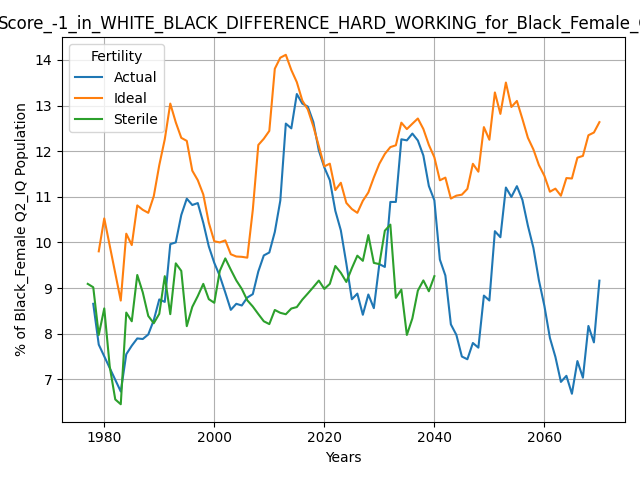 Score_-1_in_WHITE_BLACK_DIFFERENCE_HARD_WORKING_for_Black_Female_
Fertility
Actual
Ideal
Sterile
% of Black_Female Q2_IQ Population
14
13
12
11
10
9
8
7
1980
2000
2020
2040
2060
Years